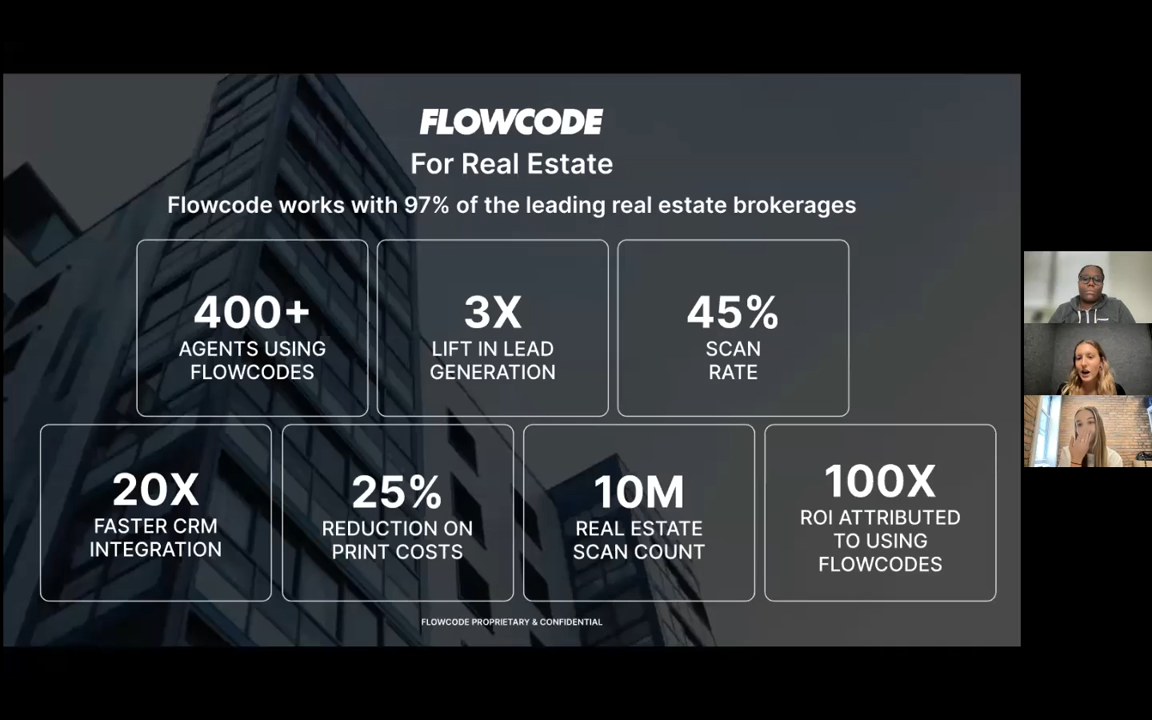 FLOWCODE
For Real Estate
Flowcode works with 97% of the leading real estate brokerages
400+
AGENTS USING
FLOWCODES
3X
LIFT IN LEAD
GENERATION
45%
SCAN
RATE
20X
FASTER CRM
INTEGRATION
25%
REDUCTION ON
PRINT COSTS
10M
REAL ESTATE
SCAN COUNT
100X
ROI ATTRIBUTED
TO USING
FLOWCODES
FLOWCODE PROPRIETARY & CONFIDENTIAL